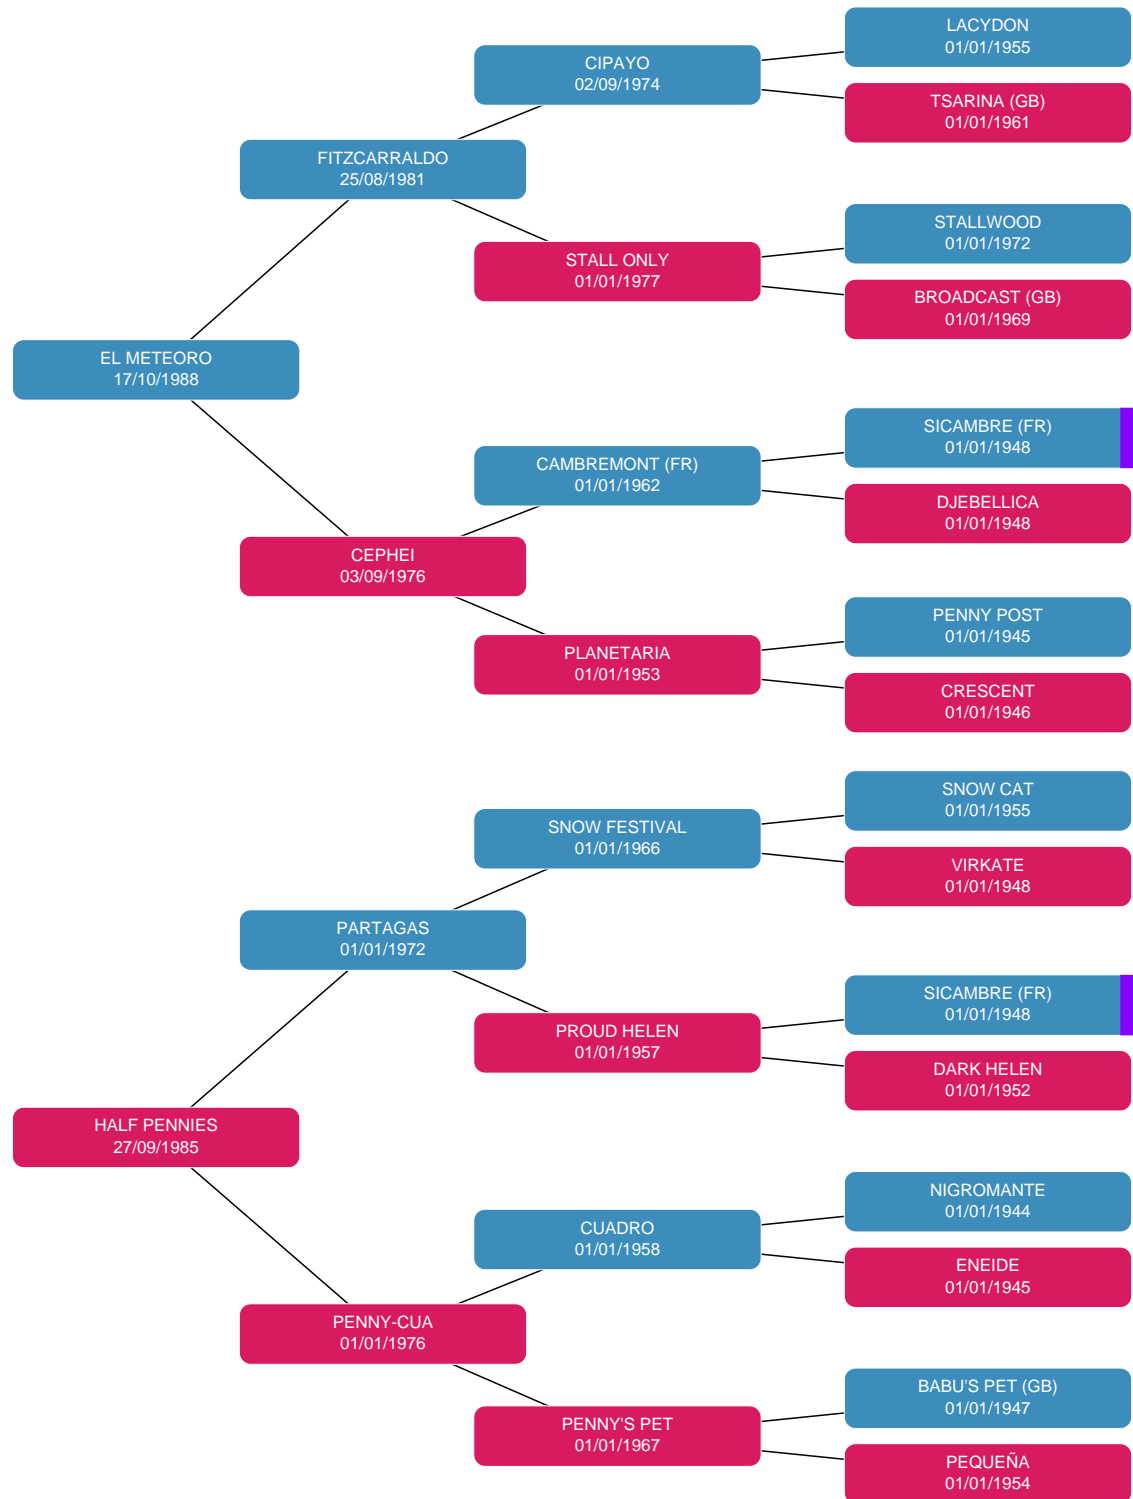 LACYDON
01/01/1955
CIPAYO
02/09/1974
TSARINA (GB)
01/01/1961
FITZCARRALDO
25/08/1981
STALLWOOD
01/01/1972
STALL ONLY
01/01/1977
BROADCAST (GB)
01/01/1969
EL METEORO
17/10/1988
SICAMBRE (FR)
01/01/1948
CAMBREMONT (FR)
01/01/1962
DJEBELLICA
01/01/1948
CEPHEI
03/09/1976
PENNY POST
01/01/1945
PLANETARIA
01/01/1953
CRESCENT
01/01/1946
SNOW CAT
01/01/1955
SNOW FESTIVAL
01/01/1966
VIRKATE
01/01/1948
PARTAGAS
01/01/1972
SICAMBRE (FR)
01/01/1948
PROUD HELEN
01/01/1957
DARK HELEN
01/01/1952
HALF PENNIES
27/09/1985
NIGROMANTE
01/01/1944
CUADRO
01/01/1958
ENEIDE
01/01/1945
PENNY-CUA
01/01/1976
BABU'S PET (GB)
01/01/1947
PENNY'S PET
01/01/1967
PEQUEÑA
01/01/1954